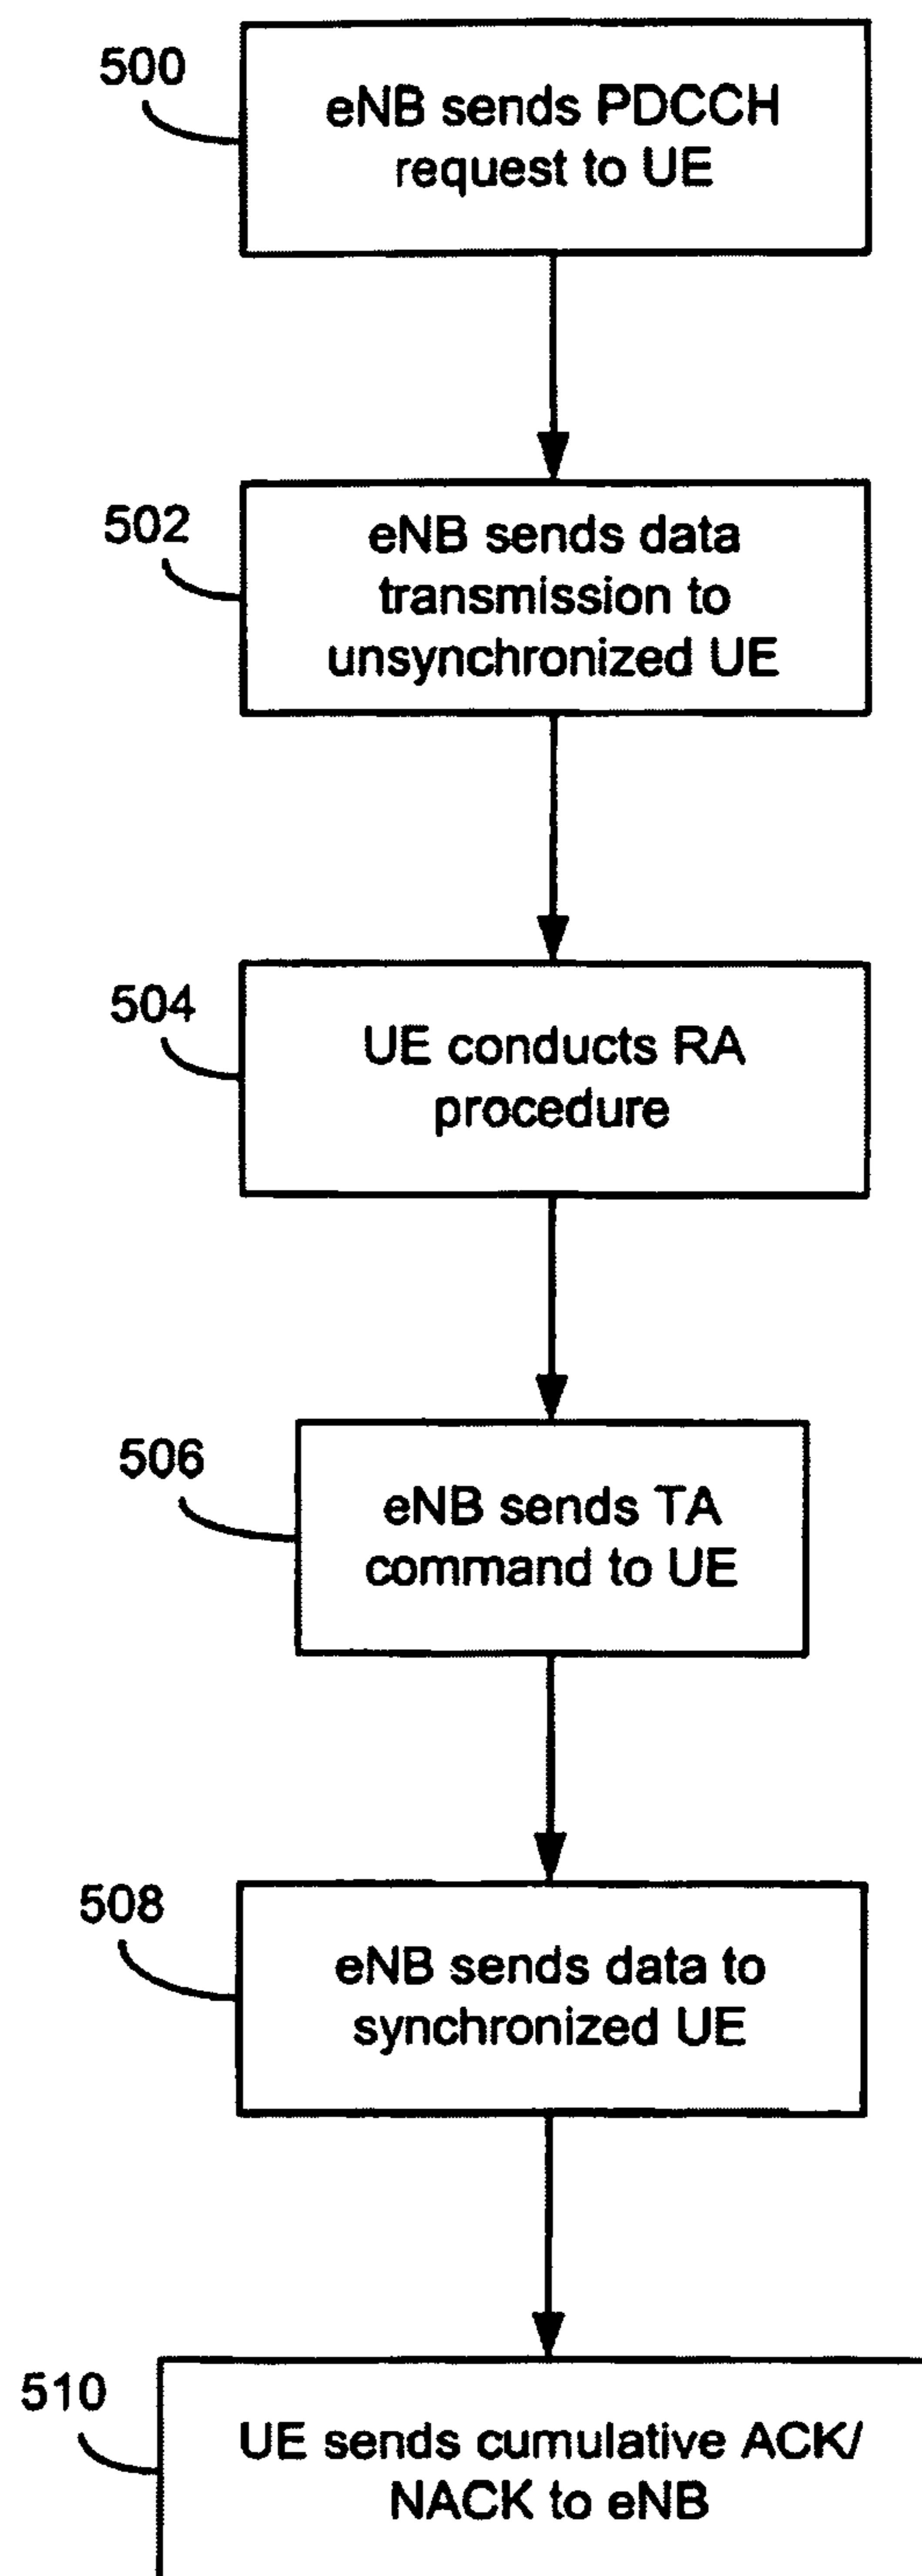 500
eNB sends PDCCH
request to UE
502
eNB sends data
transmission to
unsynchronized UE
504
UE conducts RA
procedure
506
eNB sends TA
command to UE
508
eNB sends data to
synchronized UE
510
UE sends cumulative ACK/
NACK to eNB